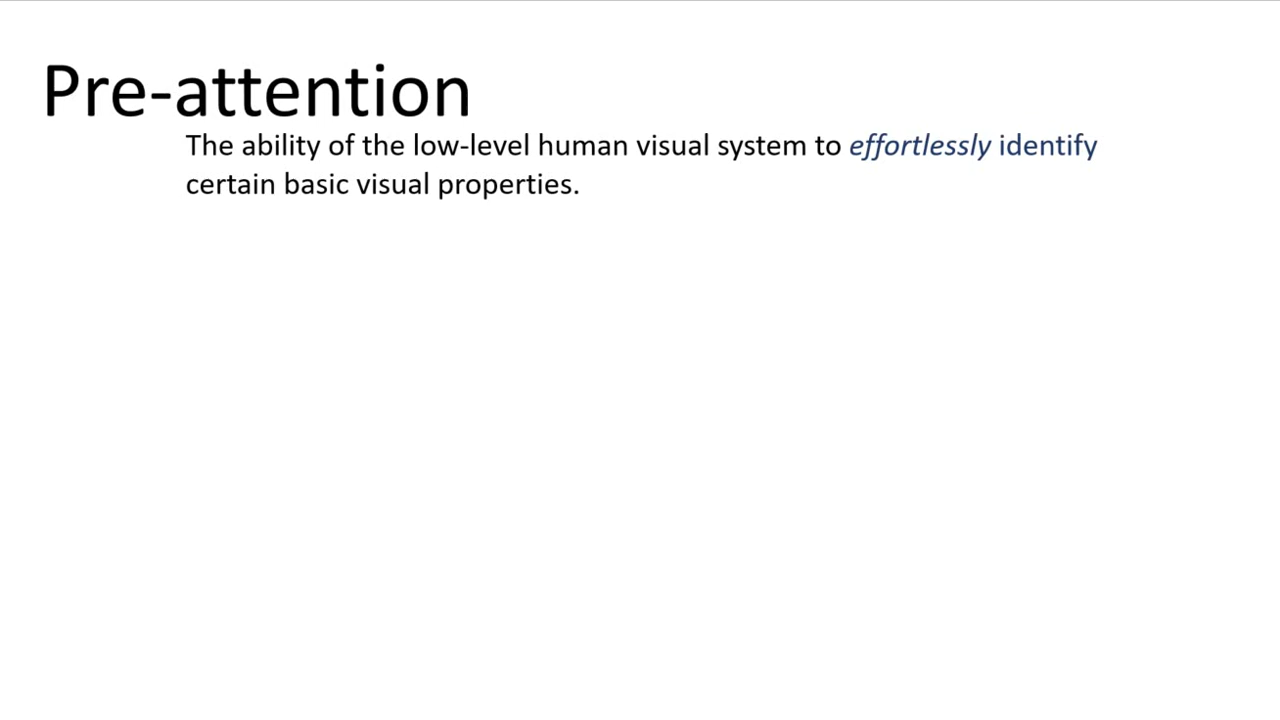 Pre-attention
The ability of the low-level human visual system to effortlessly identify
certain basic visual properties.